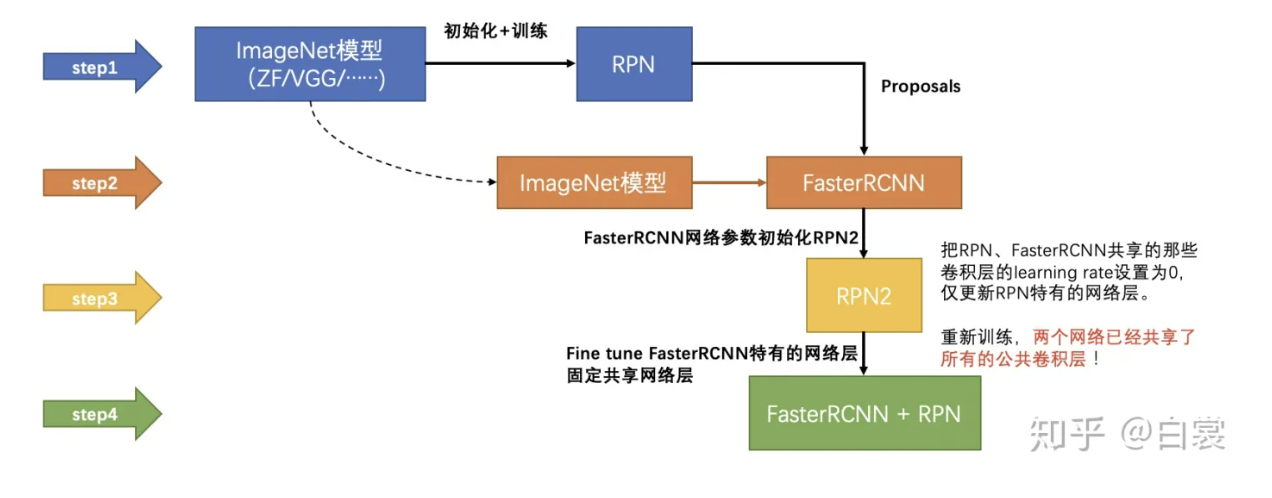 step1
ImageNet模型
（ZF/VGG/……）
初始化+训练
RPN
Proposals
step2
ImageNet模型
FasterRCNN
FasterRCNN网络参数初始化RPN2
step3
RPN2
把RPN、FasterRCNN共享的那些
卷积层的learning rate设置为0，
仅更新RPN特有的网络层。
重新训练，两个网络已经共享了
所有的公共卷积层！
Fine tune FasterRCNN特有的网络层
固定共享网络层
step4
FasterRCNN + RPN
知乎 @白裳